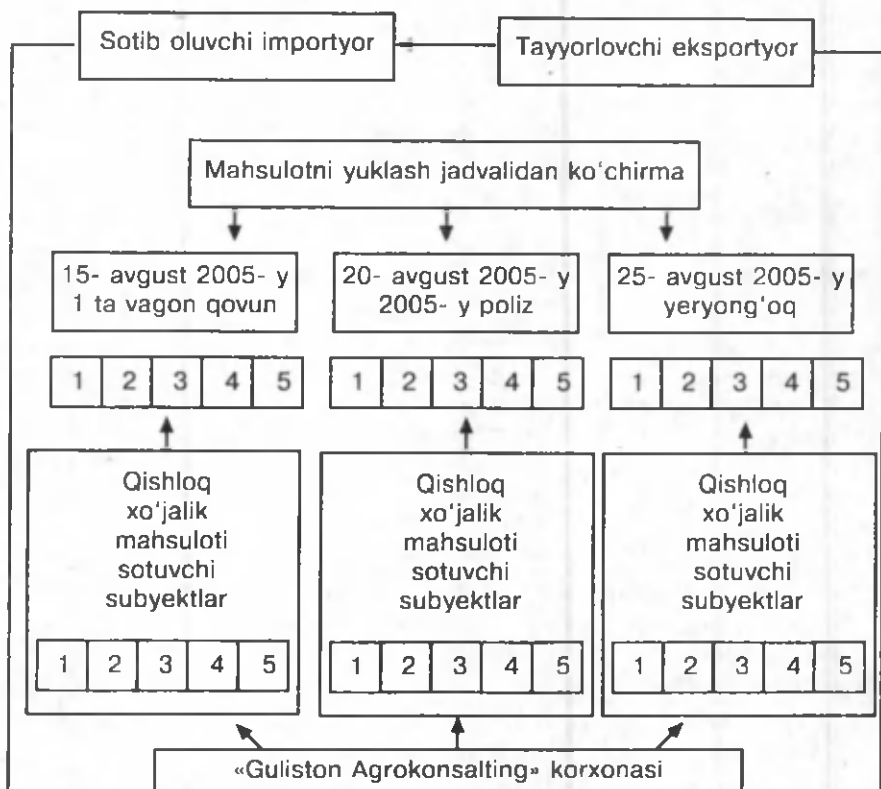 Sotib oluvchi importyor
Tayyorlovchi eksportyor
Mahsulotni yuklash jadvalidan ko‘chirma
15- avgust 2005- y
1 ta vagon qovun
20- avgust 2005- y
2005- y poliz
25- avgust 2005- y
yeryong‘oq
1 2 3 4 5
1 2 3 4 5
1 2 3 4 5
Qishloq
xo‘jalik
mahsuloti
sotuvchi
subyektlar
1 2 3 4 5
Qishloq
xo‘jalik
mahsuloti
sotuvchi
subyektlar
1 2 3 4 5
Qishloq
xo‘jalik
mahsuloti
sotuvchi
subyektlar
1 2 3 4 5
«Guliston Agrokonsalting» korxonasi